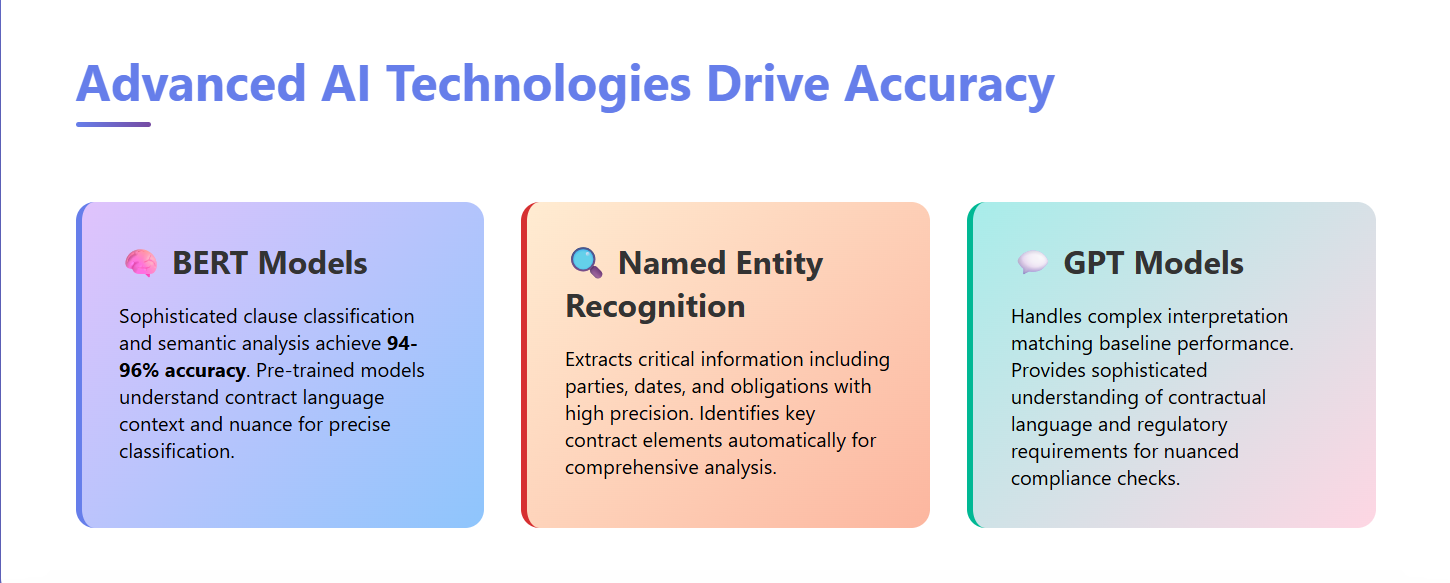 Advanced AI Technologies Drive Accuracy
BERT Models
Sophisticated clause classification
and semantic analysis achieve 94-
96% accuracy. Pre-trained models
understand contract language
context and nuance for precise
classification.
Named Entity
Recognition
Extracts critical information including
parties, dates, and obligations with
high precision. Identifies key
contract elements automatically for
comprehensive analysis.
GPT Models
Handles complex interpretation
matching baseline performance.
Provides sophisticated
understanding of contractual
language and regulatory
requirements for nuanced
compliance checks.